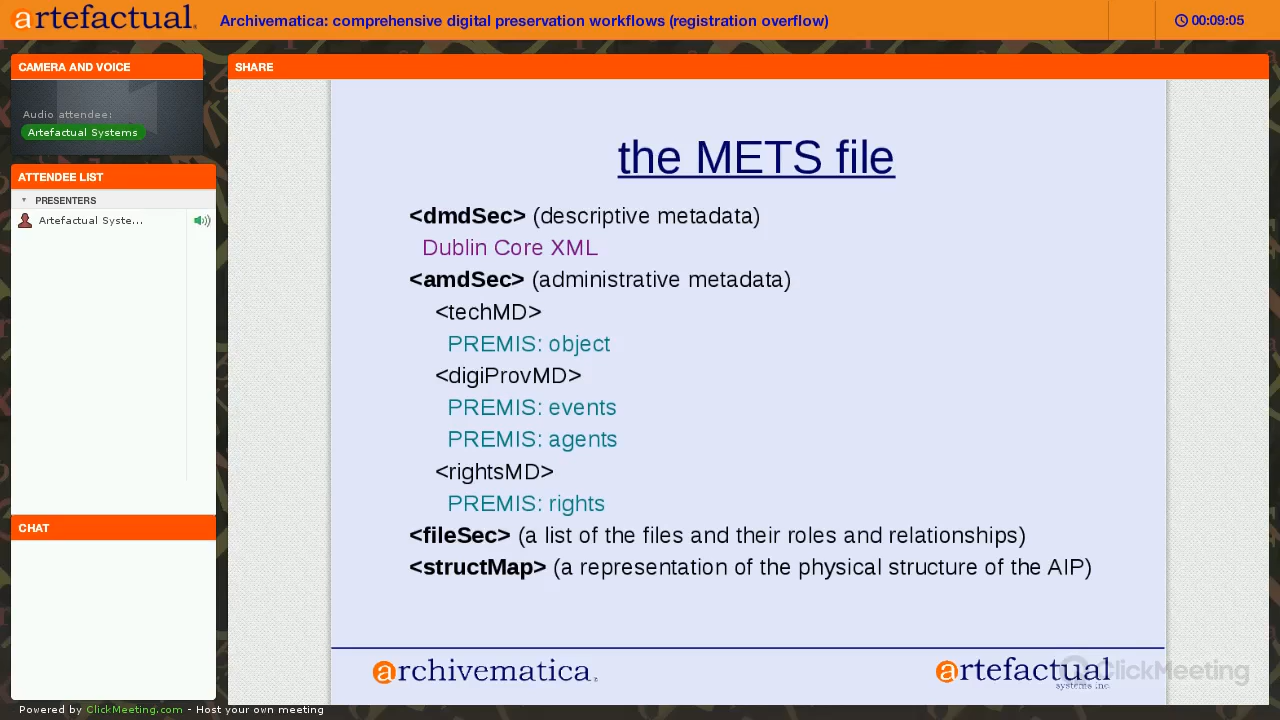 artefactual
Archivematica: comprehensive digital preservation workflows (registration overflow)
00:09:05
CAMERA AND VOICE
Audio attendee:
Artefactual Systems
ATTENDEE LIST
PRESENTERS
Artefactual Syste...
CHAT
SHARE
the METS file
<dmdSec> (descriptive metadata)
Dublin Core XML
<amdSec> (administrative metadata)
<techMD>
PREMIS: object
<digiProvMD>
PREMIS: events
PREMIS: agents
<rightsMD>
PREMIS: rights
<fileSec> (a list of the files and their roles and relationships)
<structMap> (a representation of the physical structure of the AIP)
archivematica
artefactual
systems inc.
ClickMeeting
Powered by ClickMeeting.com - Host your own meeting